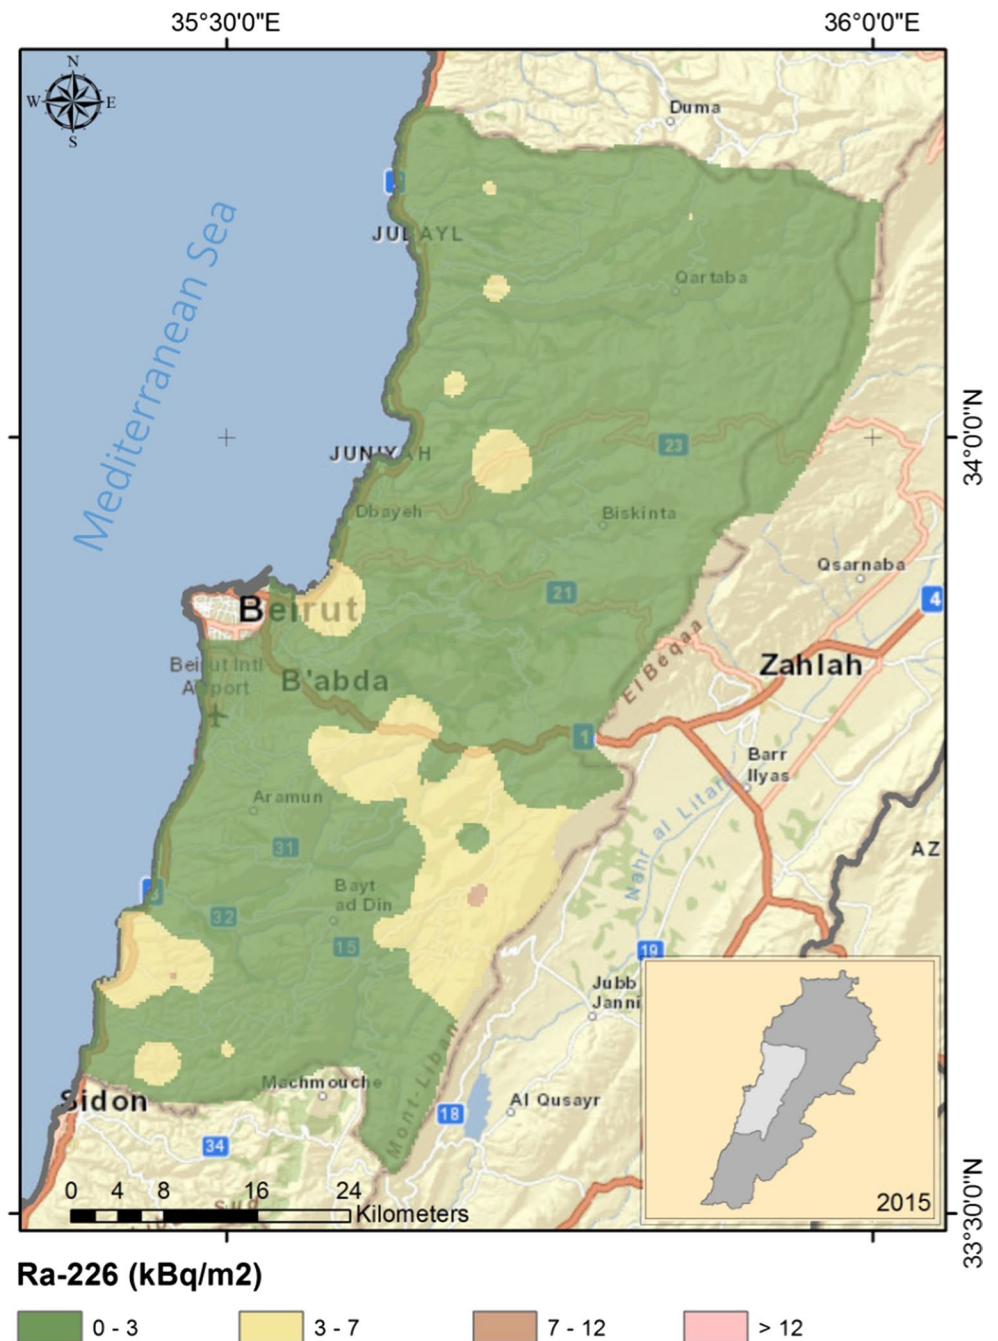 35°30'0"E
36°0'0"E
N
W
E
S
Duma
JUBAYL
Mediterranean Sea
Qartaba
34°0'0"N
23
JUNIYAH
Dbayeh
Biskinta
Qsarnaba
21
4
Beirut
El Beqaa
Zahlah
Beirut Intl
Airport
B'abda
1
Barr
Ilyas
Aramun
Nahr al Litani
31
AZ
Bayt
ad Din
32
15
19
Jubb
Janni
Mont-Liban
Machmouche
Sidon
18
Al Qusayr
34
33°30'0"N
0
4
8
16
24
Kilometers
2015
Ra-226 (kBq/m2)
0 - 3
3 - 7
7 - 12
> 12